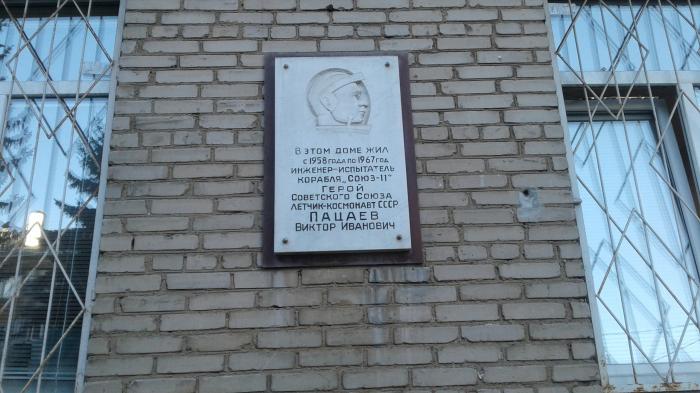 В ЭТОМ ДОМЕ ЖИЛ
С 1958 ГОДА ПО 1967 ГОД
ИНЖЕНЕР-ИСПЫТАТЕЛЬ
КОРАБЛЯ „СОЮЗ-11"
ГЕРОЙ
СОВЕТСКОГО СОЮЗА
ЛЕТЧИК-КОСМОНАВТ СССР
ПАЦАЕВ
ВИКТОР ИВАНОВИЧ